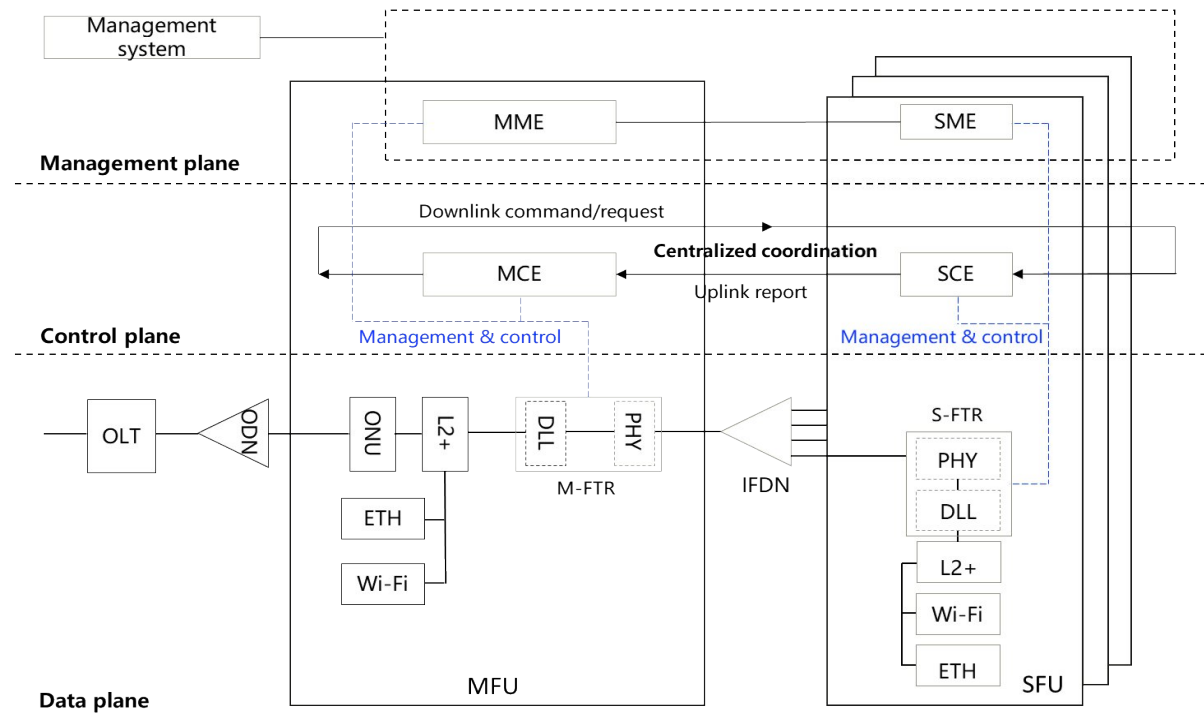 Management
system
MME
SME
Management plane
Downlink command/request
Centralized coordination
MCE
SCE
Uplink report
Control plane
Management & control
Management & control
OLT
ODN
ONU
L2+
DLL
PHY
M-FTR
IFDN
S-FTR
PHY
DLL
ETH
Wi-Fi
L2+
Wi-Fi
ETH
MFU
SFU
Data plane